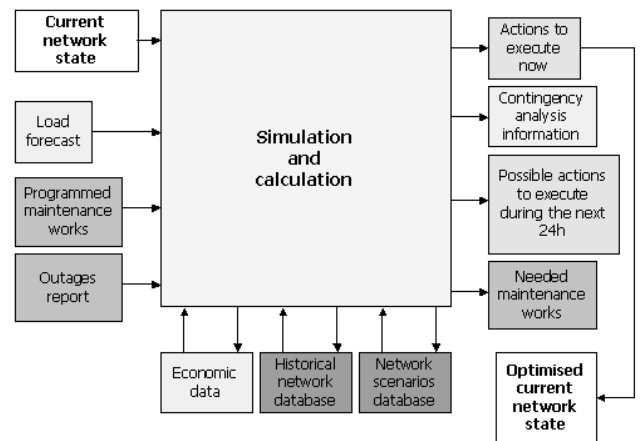 Current
network
state
Load
forecast
Programmed
maintenance
works
Outages
report
Simulation
and
calculation
Actions to
execute
now
Contingency
analysis
information
Possible actions
to execute
during the next
24h
Needed
maintenance
works
Economic
data
Historical
network
database
Network
scenarios
database
Optimised
current
network
state